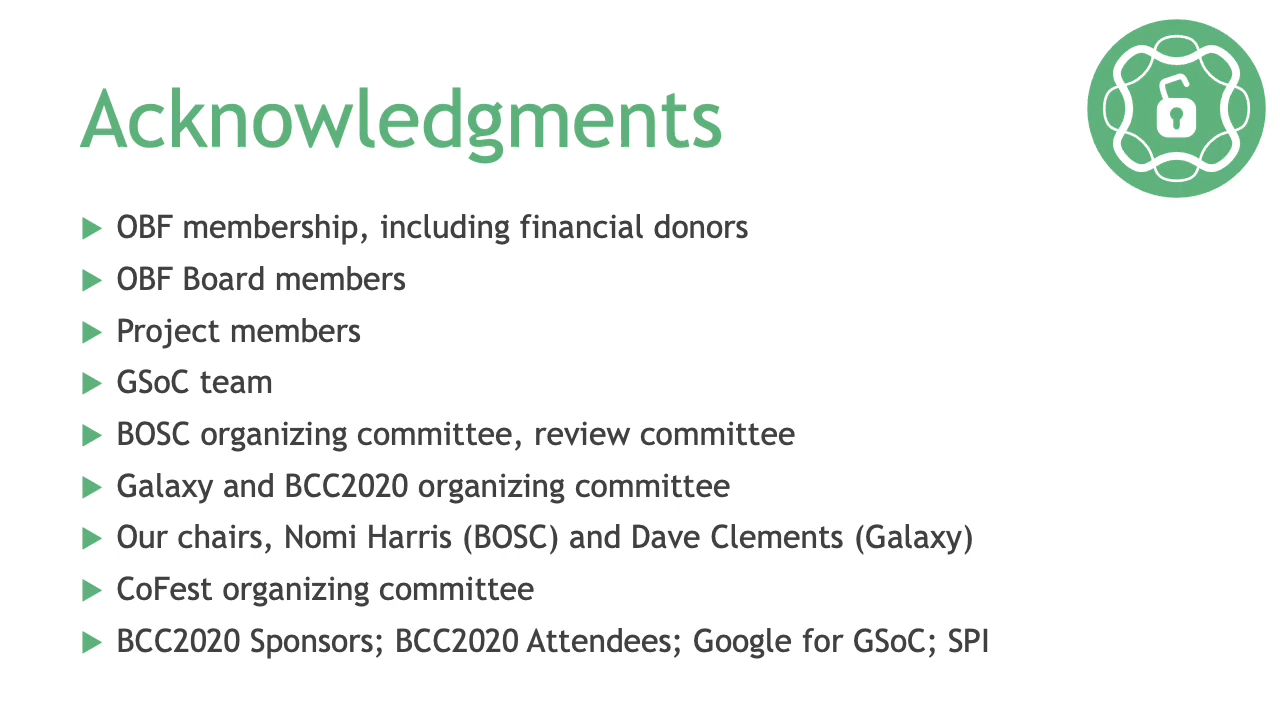 Acknowledgments
OBF membership, including financial donors
OBF Board members
Project members
GSoC team
BOSC organizing committee, review committee
Galaxy and BCC2020 organizing committee
Our chairs, Nomi Harris (BOSC) and Dave Clements (Galaxy)
CoFest organizing committee
BCC2020 Sponsors; BCC2020 Attendees; Google for GSoC; SPI